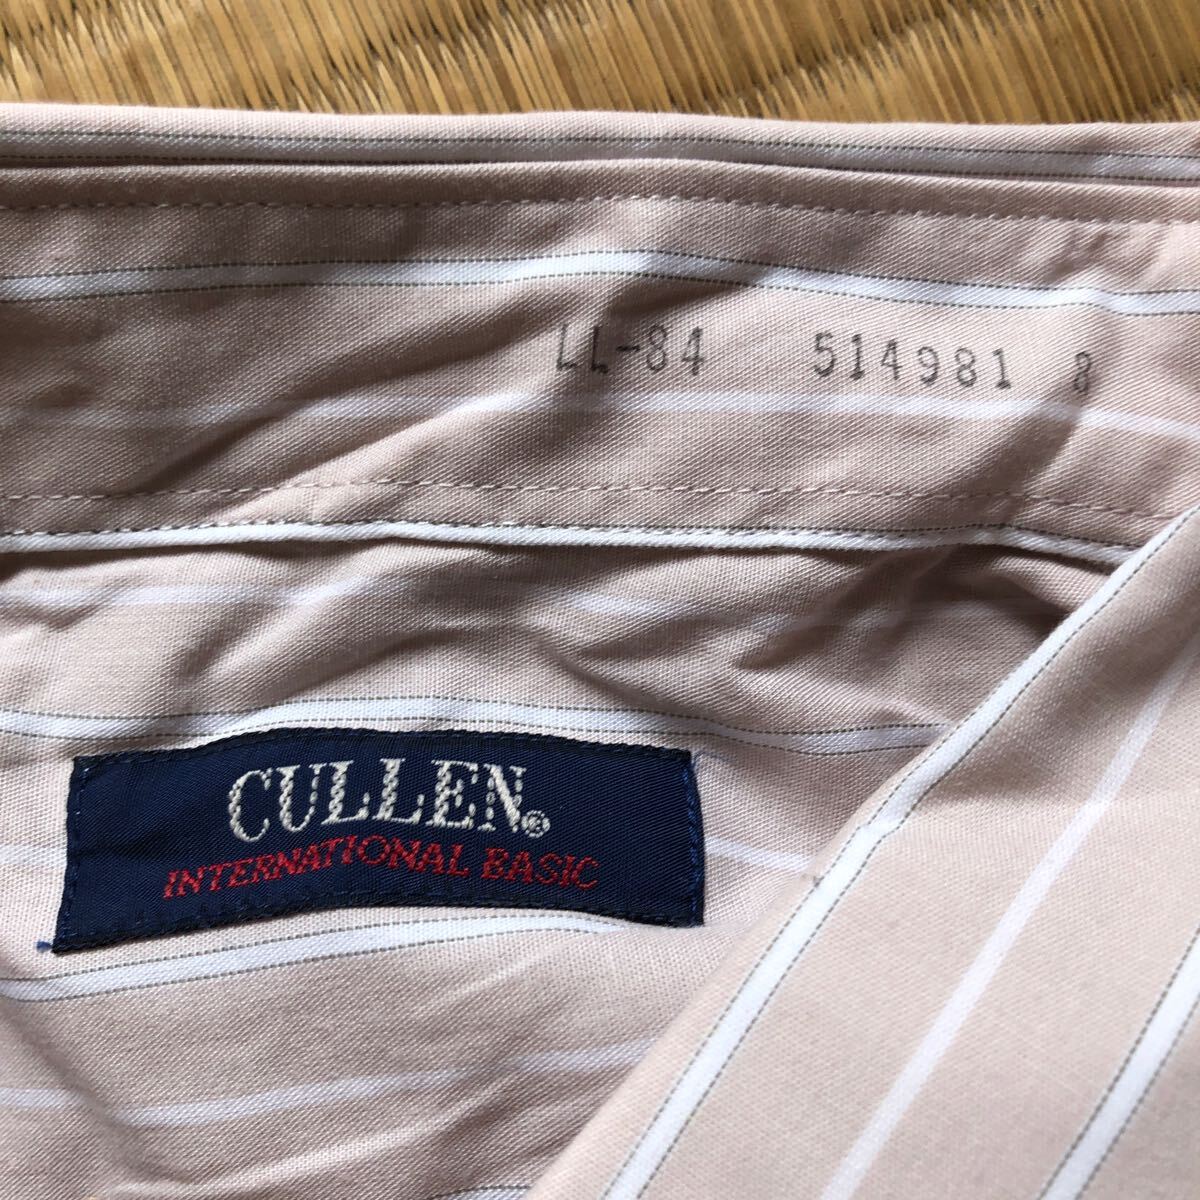 LL-84 514981 8
CULLEN®
INTERNATIONAL BASIC